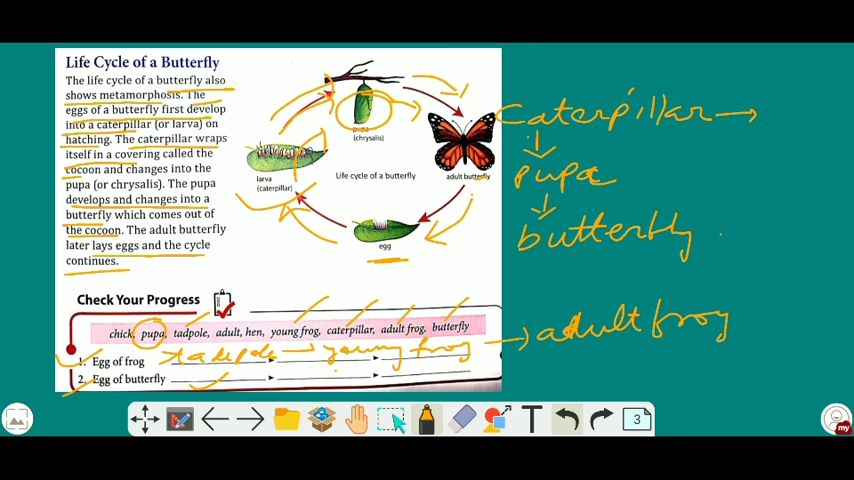 Life Cycle of a Butterfly
The life cycle of a butterfly also
shows metamorphosis. The
eggs of a butterfly first develop
into a caterpillar (or larva) on
hatching. The caterpillar wraps
itself in a covering called the
cocoon and changes into the
pupa (or chrysalis). The pupa
develops and changes into a
butterfly which comes out of
the cocoon. The adult butterfly
later lays eggs and the cycle
continues.
pupa
(chrysalis)
larva
(caterpillar)
Life cycle of a butterfly
adult butterfly
egg
caterpillar →
↓
pupa
↓
butterfly.
Check Your Progress
chick, pupa, tadpole, adult, hen, young frog, caterpillar, adult frog, butterfly
1. Egg of frog tadpole → young frog → adult frog
2. Egg of butterfly
T
3
my